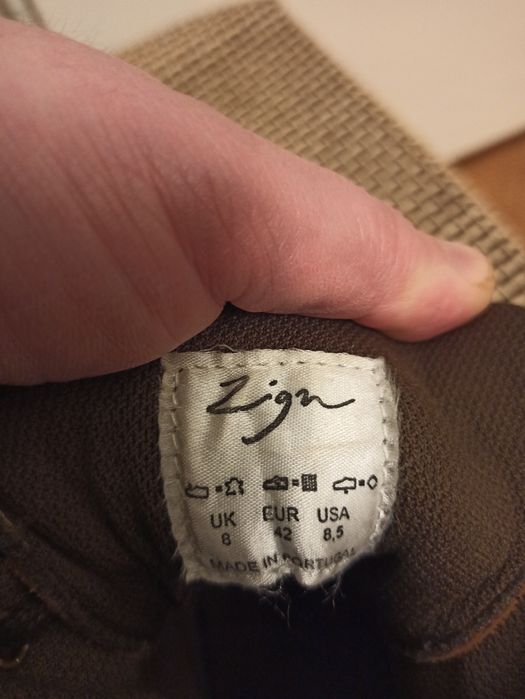 Zign
UK EUR USA
8 42 8,5
MADE IN PORTUGAL